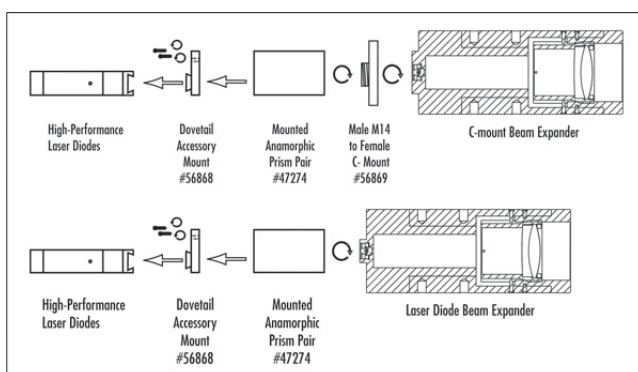 High-Performance
Laser Diodes
Dovetail
Accessory
Mount
#56868
Mounted
Anamorphic
Prism Pair
#47274
Male M14
to Female
C- Mount
#56869
C-mount Beam Expander
High-Performance
Laser Diodes
Dovetail
Accessory
Mount
#56868
Mounted
Anamorphic
Prism Pair
#47274
Laser Diode Beam Expander